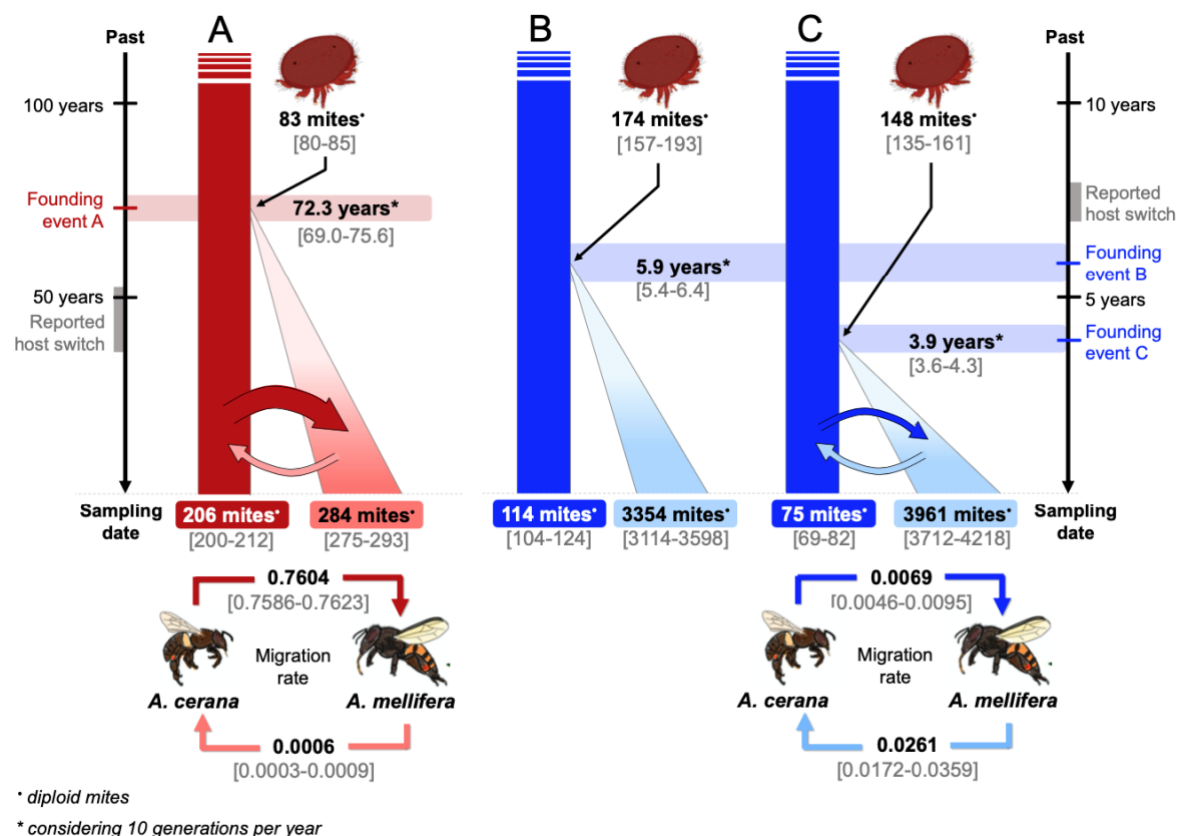 A
B
C
Past
Past
100 years
10 years
83 mites•
[80-85]
174 mites•
[157-193]
148 mites•
[135-161]
Founding
event A
72.3 years*
[69.0-75.6]
Reported
host switch
Founding
event B
5.9 years*
[5.4-6.4]
50 years
5 years
Reported
host switch
Founding
event C
3.9 years*
[3.6-4.3]
Sampling
date
206 mites•
[200-212]
284 mites•
[275-293]
114 mites•
[104-124]
3354 mites•
[3114-3598]
75 mites•
[69-82]
3961 mites•
[3712-4218]
Sampling
date
0.7604
[0.7586-0.7623]
Migration
rate
A. cerana
A. mellifera
0.0006
[0.0003-0.0009]
0.0069
[0.0046-0.0095]
Migration
rate
A. cerana
A. mellifera
0.0261
[0.0172-0.0359]
• diploid mites
* considering 10 generations per year